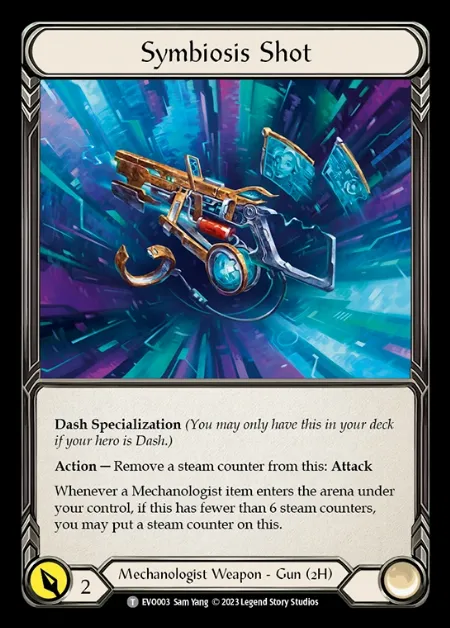 Symbiosis Shot
Dash Specialization (You may only have this in your deck
if your hero is Dash.)
Action — Remove a steam counter from this: Attack
Whenever a Mechanologist item enters the arena under
your control, if this has fewer than 6 steam counters,
you may put a steam counter on this.
2
Mechanologist Weapon - Gun (2H)
T EVO003 Sam Yang © 2023 Legend Story Studios